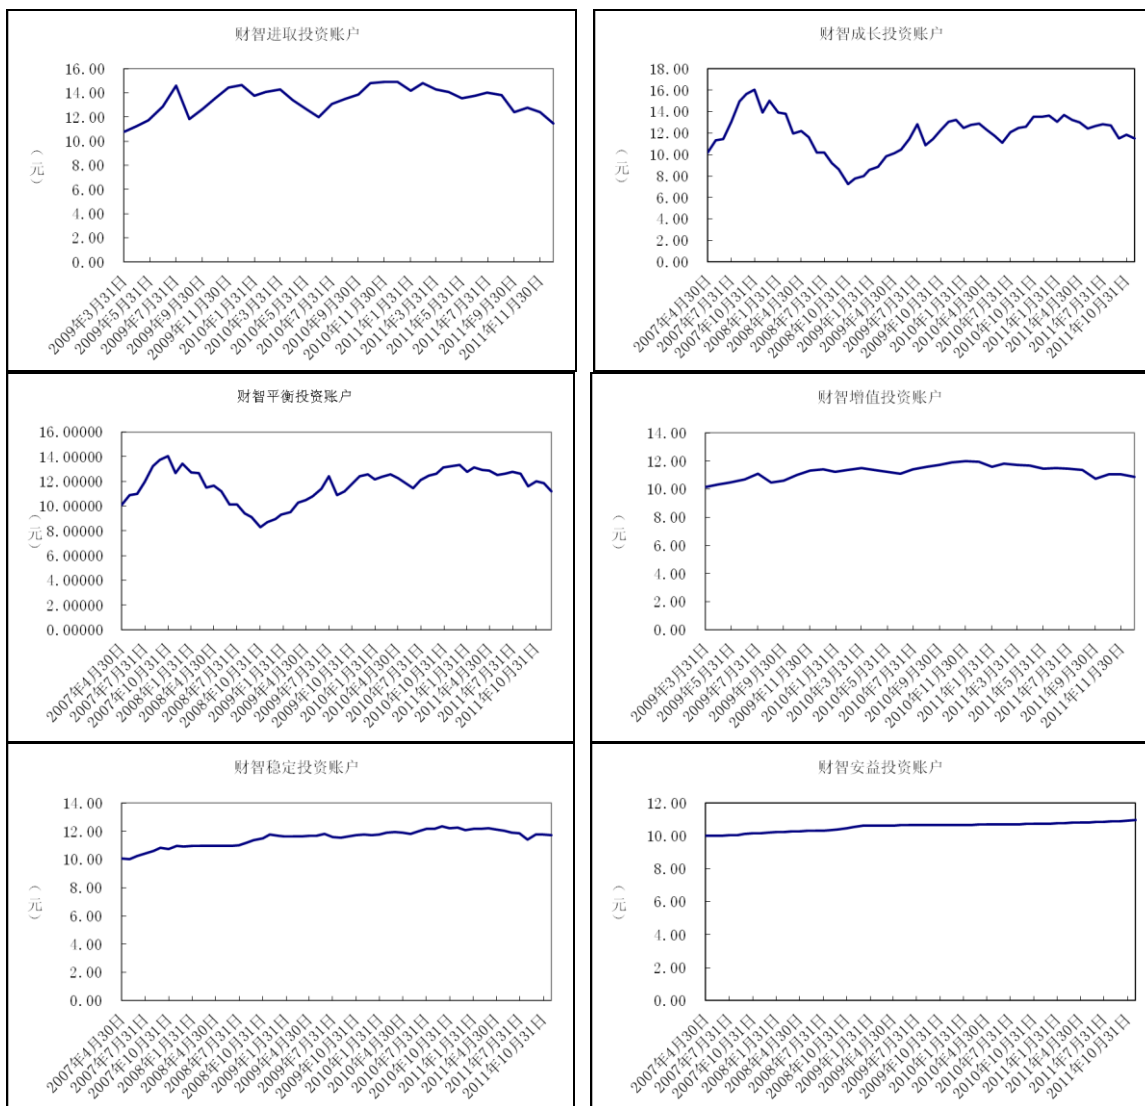 财智进取投资账户
16.00
14.00
12.00
10.00
8.00
6.00
4.00
2.00
0.00
（元）
2009年3月31日
2009年5月31日
2009年7月31日
2009年9月30日
2009年11月30日
2010年1月31日
2010年3月31日
2010年5月31日
2010年7月31日
2010年9月30日
2010年11月30日
2011年1月31日
2011年3月31日
2011年5月31日
2011年7月31日
2011年9月30日
2011年11月30日
财智成长投资账户
18.00
16.00
14.00
12.00
10.00
8.00
6.00
4.00
2.00
0.00
（元）
2007年4月30日
2007年7月31日
2007年10月31日
2008年1月31日
2008年4月30日
2008年7月31日
2008年10月31日
2009年1月31日
2009年4月30日
2009年7月31日
2009年10月31日
2010年1月31日
2010年4月30日
2010年7月31日
2010年10月31日
2011年1月31日
2011年4月30日
2011年7月31日
2011年10月31日
财智平衡投资账户
16.00000
14.00000
12.00000
10.00000
8.00000
6.00000
4.00000
2.00000
0.00000
（元）
2007年4月30日
2007年7月31日
2007年10月31日
2008年1月31日
2008年4月30日
2008年7月31日
2008年10月31日
2009年1月31日
2009年4月30日
2009年7月31日
2009年10月31日
2010年1月31日
2010年4月30日
2010年7月31日
2010年10月31日
2011年1月31日
2011年4月30日
2011年7月31日
2011年10月31日
财智增值投资账户
14.00
12.00
10.00
8.00
6.00
4.00
2.00
0.00
（元）
2009年3月31日
2009年5月31日
2009年7月31日
2009年9月30日
2009年11月30日
2010年1月31日
2010年3月31日
2010年5月31日
2010年7月31日
2010年9月30日
2010年11月30日
2011年1月31日
2011年3月31日
2011年5月31日
2011年7月31日
2011年9月30日
2011年11月30日
财智稳定投资账户
14.00
12.00
10.00
8.00
6.00
4.00
2.00
0.00
（元）
2007年4月30日
2007年7月31日
2007年10月31日
2008年1月31日
2008年4月30日
2008年7月31日
2008年10月31日
2009年1月31日
2009年4月30日
2009年7月31日
2009年10月31日
2010年1月31日
2010年4月30日
2010年7月31日
2010年10月31日
2011年1月31日
2011年4月30日
2011年7月31日
2011年10月31日
财智安益投资账户
12.00
10.00
8.00
6.00
4.00
2.00
0.00
（元）
2007年4月30日
2007年7月31日
2007年10月31日
2008年1月31日
2008年4月30日
2008年7月31日
2008年10月31日
2009年1月31日
2009年4月30日
2009年7月31日
2009年10月31日
2010年1月31日
2010年4月30日
2010年7月31日
2010年10月31日
2011年1月31日
2011年4月30日
2011年7月31日
2011年10月31日